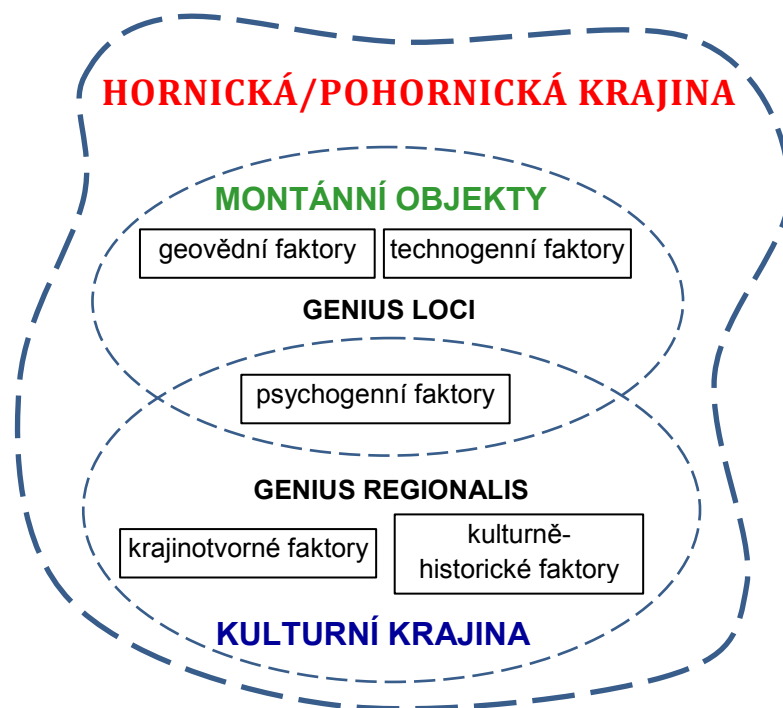 HORNICKÁ/POHORNICKÁ KRAJINA
MONTÁNNÍ OBJEKTY
geovědní faktory technogenní faktory
GENIUS LOCI
psychogenní faktory
GENIUS REGIONALIS
krajinotvorné faktory
kulturně-
historické faktory
KULTURNÍ KRAJINA